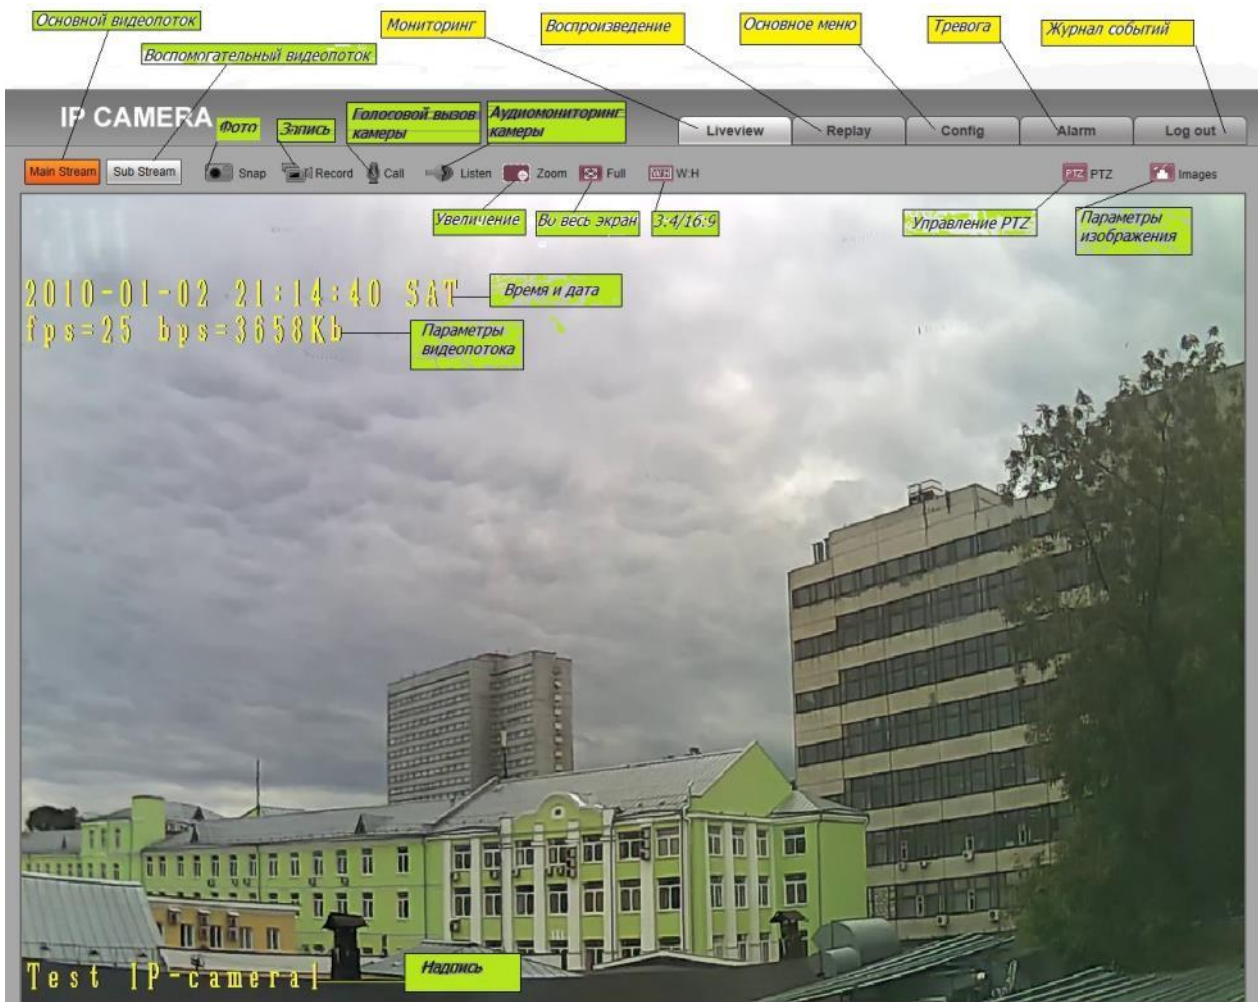 Основной видеопоток
Мониторинг
Воспроизведение
Основное меню
Тревога
Журнал событий
Воспомогательный видеопоток
IP CAMERA
Фото
Запись
Голосовой вызов
камеры
Аудиомониторинг
камеры
Liveview
Replay
Config
Alarm
Log out
Main Stream
Sub Stream
Snap
Record
Call
Listen
Zoom
Full
W:H
W:H
PTZ
PTZ
Images
Увеличение
Во весь экран
3:4/16:9
Управление PTZ
Параметры
изображения
2010-01-02 21:14:40 SAT
Время и дата
fps=25 bps=3658Kb
Параметры
видеопотока
Test IP-camera1
Надпись